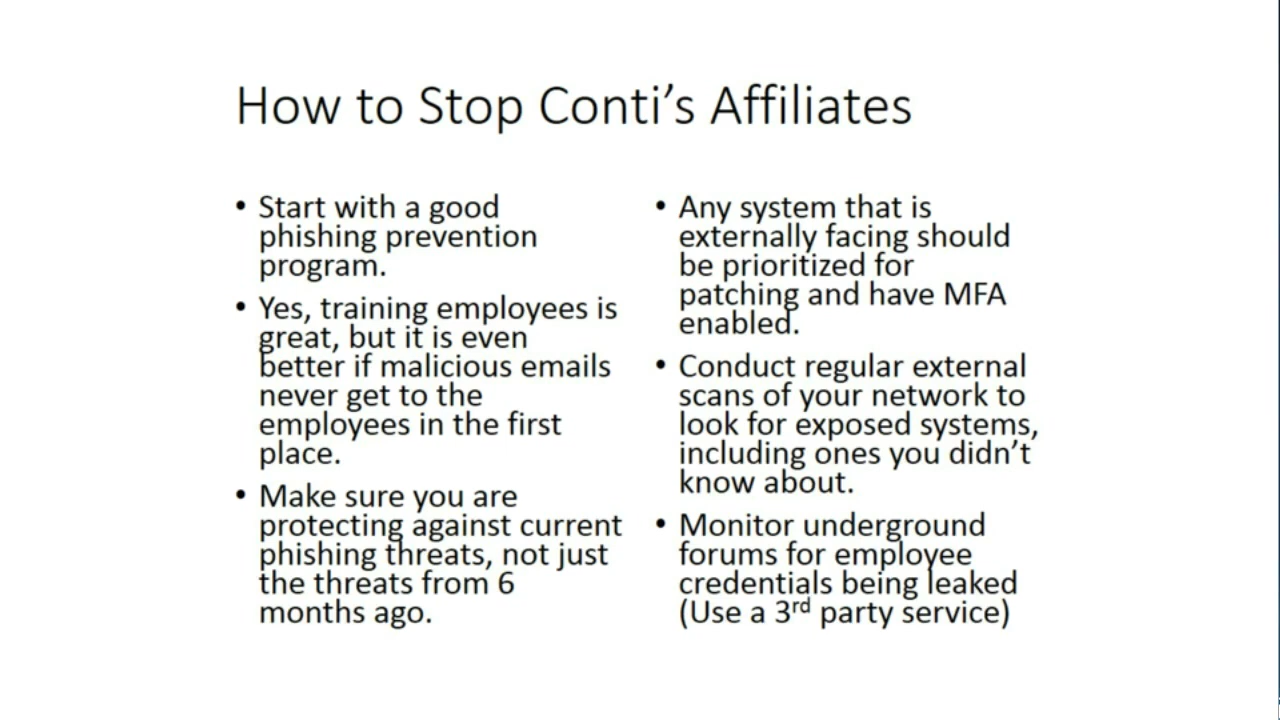 How to Stop Conti’s Affiliates
• Start with a good
phishing prevention
program.
• Yes, training employees is
great, but it is even
better if malicious emails
never get to the
employees in the first
place.
• Make sure you are
protecting against current
phishing threats, not just
the threats from 6
months ago.
• Any system that is
externally facing should
be prioritized for
patching and have MFA
enabled.
• Conduct regular external
scans of your network to
look for exposed systems,
including ones you didn’t
know about.
• Monitor underground
forums for employee
credentials being leaked
(Use a 3rd party service)